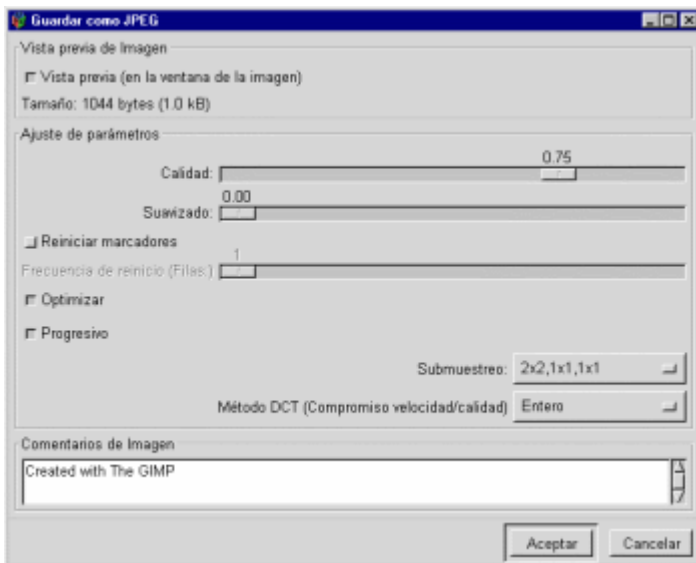 Guardar como JPEG
Vista previa de Imagen
Vista previa (en la ventana de la imagen)
Tamaño: 1044 bytes (1.0 kB)
Ajuste de parámetros
0.75
Calidad:
0.00
Suavizado:
Reiniciar marcadores
1
Frecuencia de reinicio (Filas:)
Optimizar
Progresivo
Submuestreo: 2x2,1x1,1x1
Método DCT (Compromiso velocidad/calidad) Entero
Comentarios de Imagen
Created with The GIMP
Aceptar Cancelar